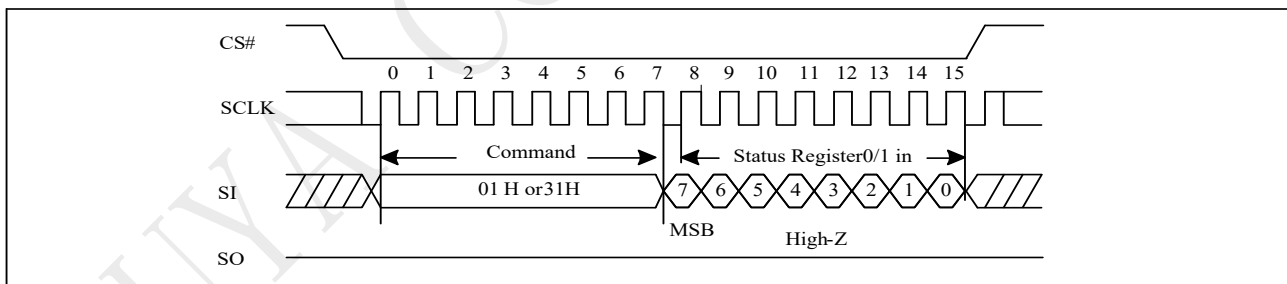 CS#
0 1 2 3 4 5 6 7 8 9 10 11 12 13 14 15
SCLK
Command Status Register0/1 in
SI 01 H or31H 7 6 5 4 3 2 1 0
MSB High-Z
SO